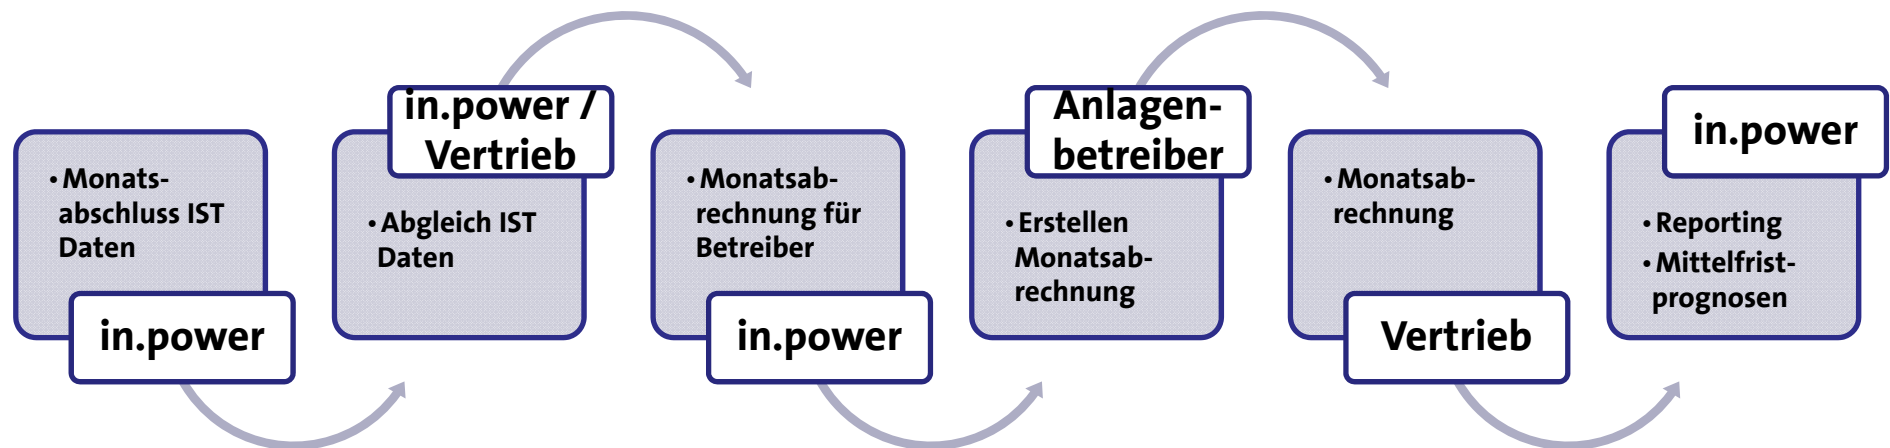 • Monats-
abschluss IST
Daten
in.power
in.power /
Vertrieb
• Abgleich IST
Daten
• Monatsab-
rechnung für
Betreiber
in.power
Anlagen-
betreiber
• Erstellen
Monatsab-
rechnung
• Monatsab-
rechnung
Vertrieb
in.power
• Reporting
• Mittelfrist-
prognosen